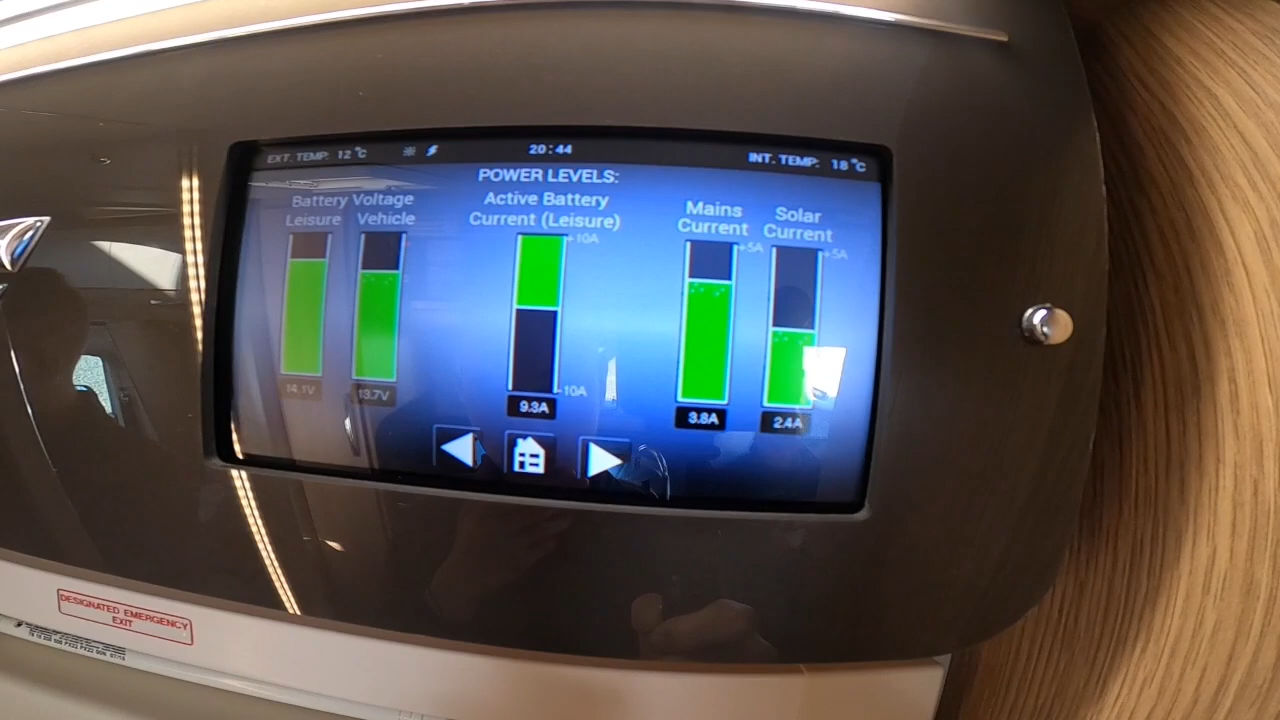 EXT. TEMP: 12°C
20:44
INT. TEMP: 18°C
POWER LEVELS:
Battery Voltage
Leisure Vehicle
Active Battery
Current (Leisure)
Mains
Current
Solar
Current
+10A
+5A
+5A
-10A
14.1V
13.7V
9.3A
3.8A
2.4A
DESIGNATED EMERGENCY
EXIT